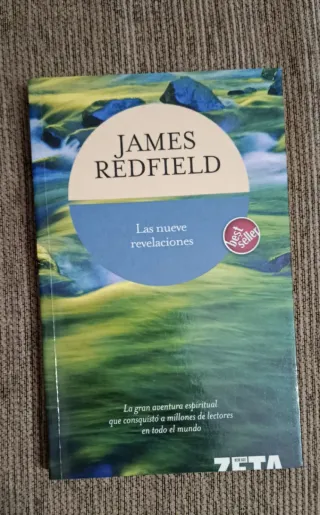 JAMES
REDFIELD
Las nueve
revelaciones
best
seller
La gran aventura espiritual
que consquistó a millones de lectores
en todo el mundo
ZETA